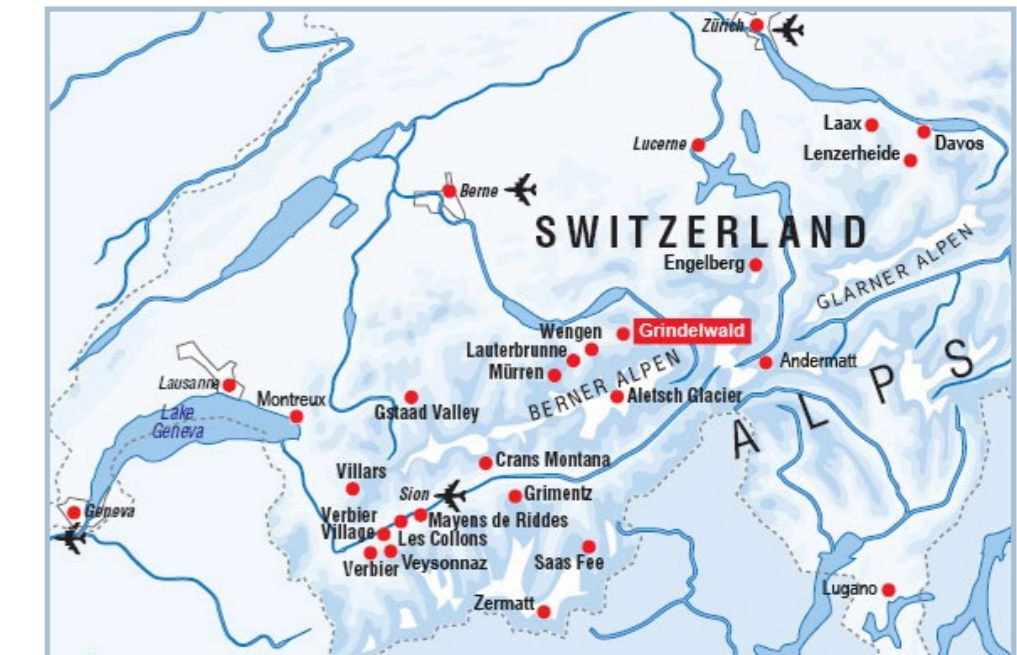 Zürich
Laax
Davos
Lucerne
Lenzerheide
Berne
SWITZERLAND
Engelberg
GLARNER ALPEN
Wengen
Grindelwald
Lauterbrunne
Andermatt
Mürren
BERNER ALPEN
ALPS
Lausanne
Montreux
Aletsch Glacier
Lake
Geneva
Gstaad Valley
Crans Montana
Villars
Sion
Grimentz
Geneva
Verbier
Village
Mayens de Riddes
Les Collons
Verbier
Veysonnaz
Saas Fee
Zermatt
Lugano